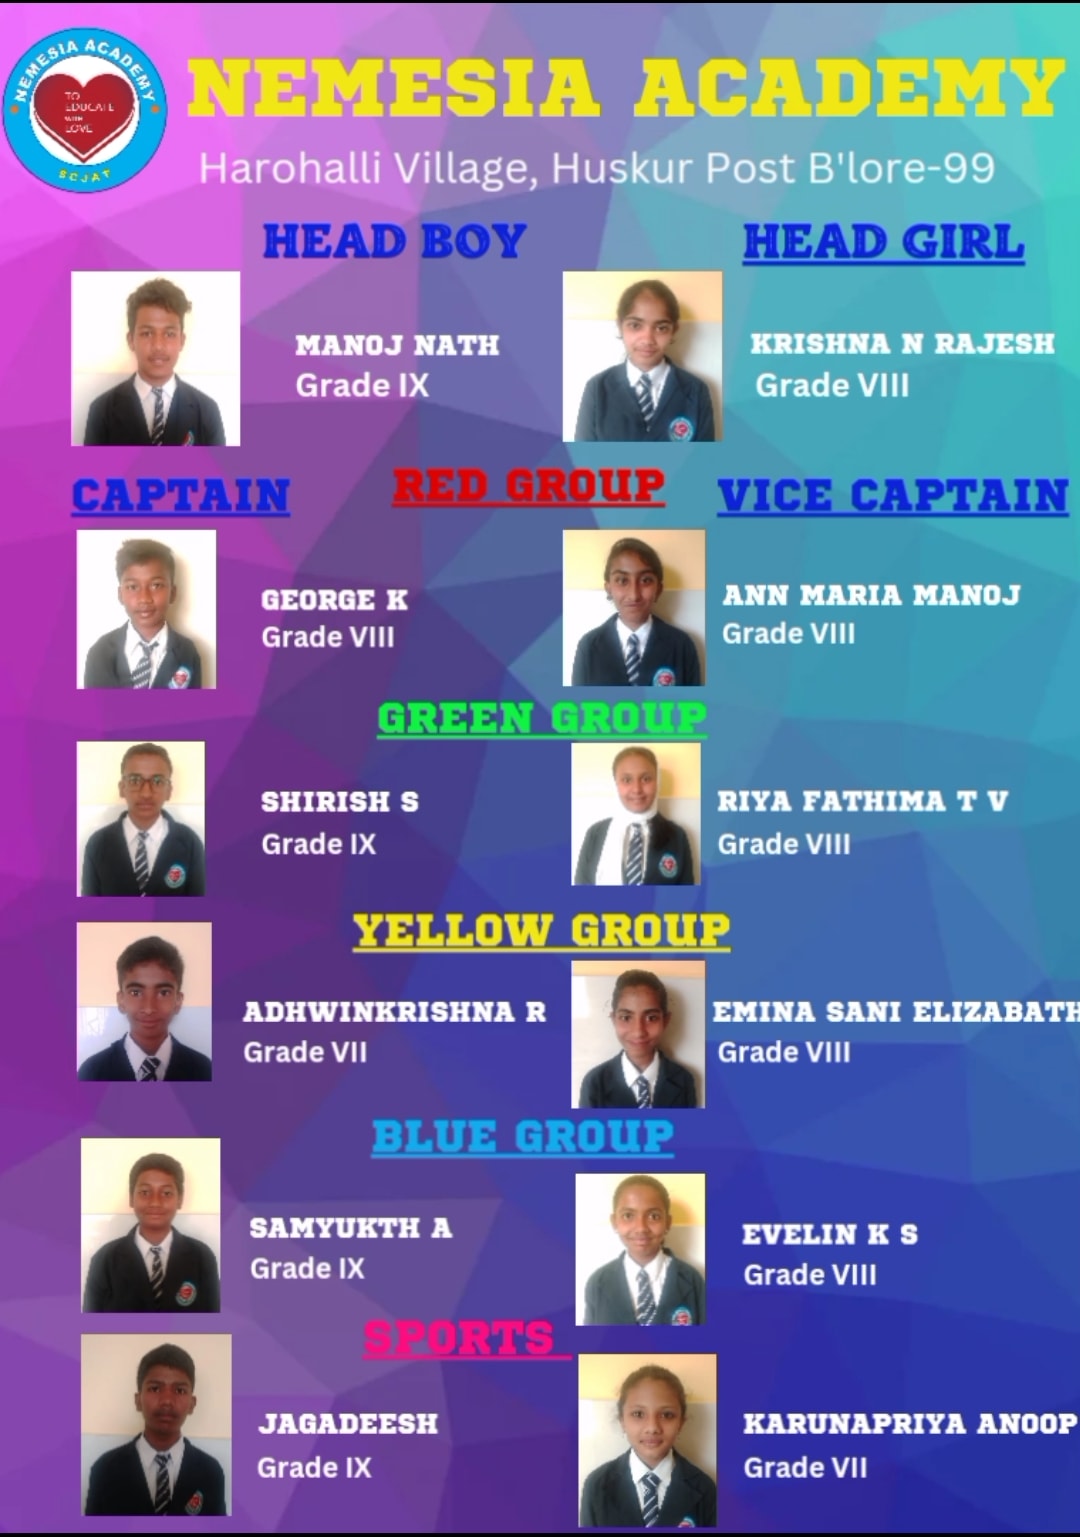 NEMESIA ACADEMY
TO
EDUCATE
WITH
LOVE
SCJAT
NEMESIA ACADEMY
Harohalli Village, Huskur Post B'lore-99
HEAD BOY
HEAD GIRL
MANOJ NATH
Grade IX
KRISHNA N RAJESH
Grade VIII
CAPTAIN
RED GROUP
VICE CAPTAIN
GEORGE K
Grade VIII
ANN MARIA MANOJ
Grade VIII
GREEN GROUP
SHIRISH S
Grade IX
RIYA FATHIMA T V
Grade VIII
YELLOW GROUP
ADHWINKRISHNA R
Grade VII
EMINA SANI ELIZABATH
Grade VIII
BLUE GROUP
SAMYUKTH A
Grade IX
EVELIN K S
Grade VIII
SPORTS
JAGADEESH
Grade IX
KARUNAPRIYA ANOOP
Grade VII